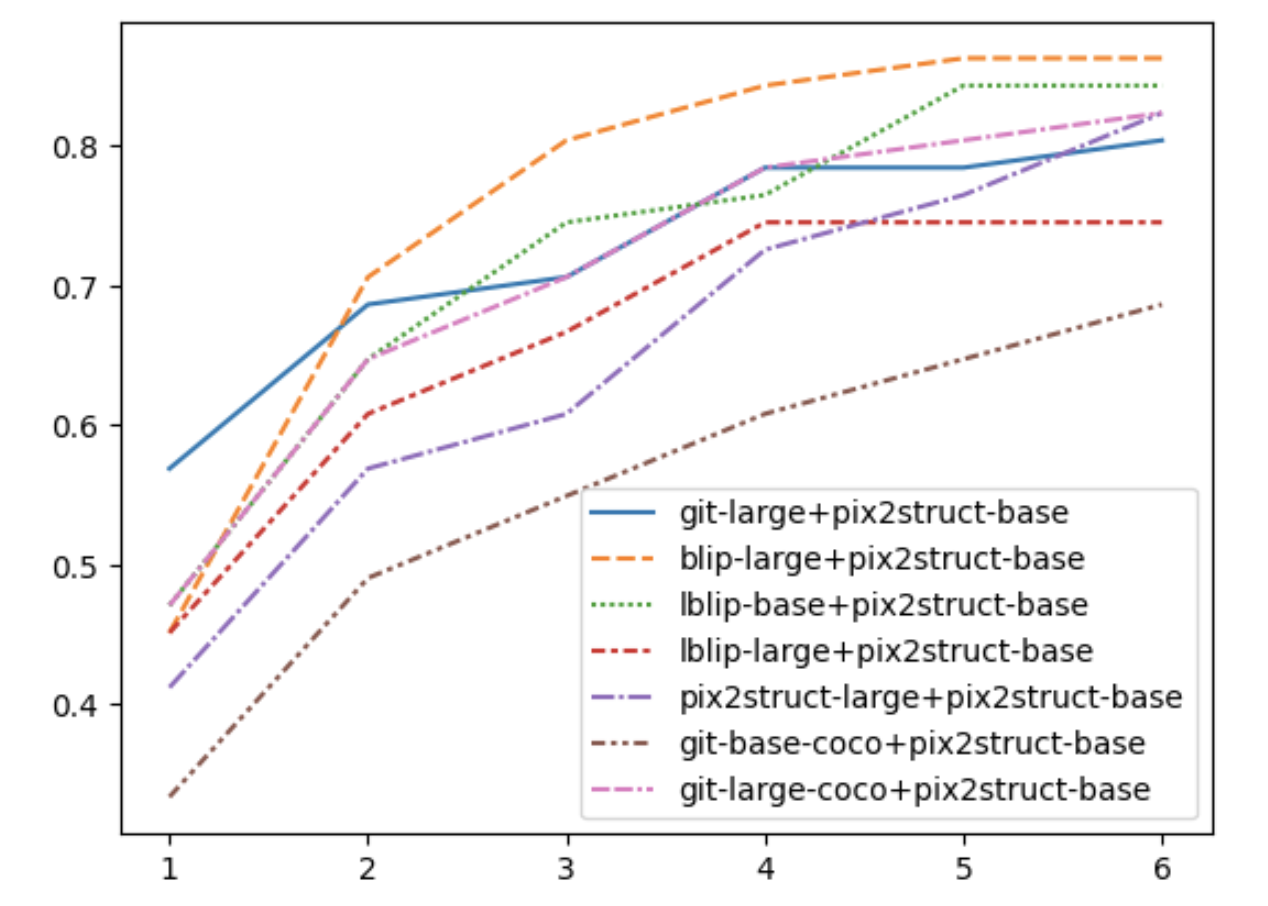 0.8
0.7
0.6
0.5
0.4
git-large+pix2struct-base
blip-large+pix2struct-base
lblip-base+pix2struct-base
lblip-large+pix2struct-base
pix2struct-large+pix2struct-base
git-base-coco+pix2struct-base
git-large-coco+pix2struct-base
1 2 3 4 5 6